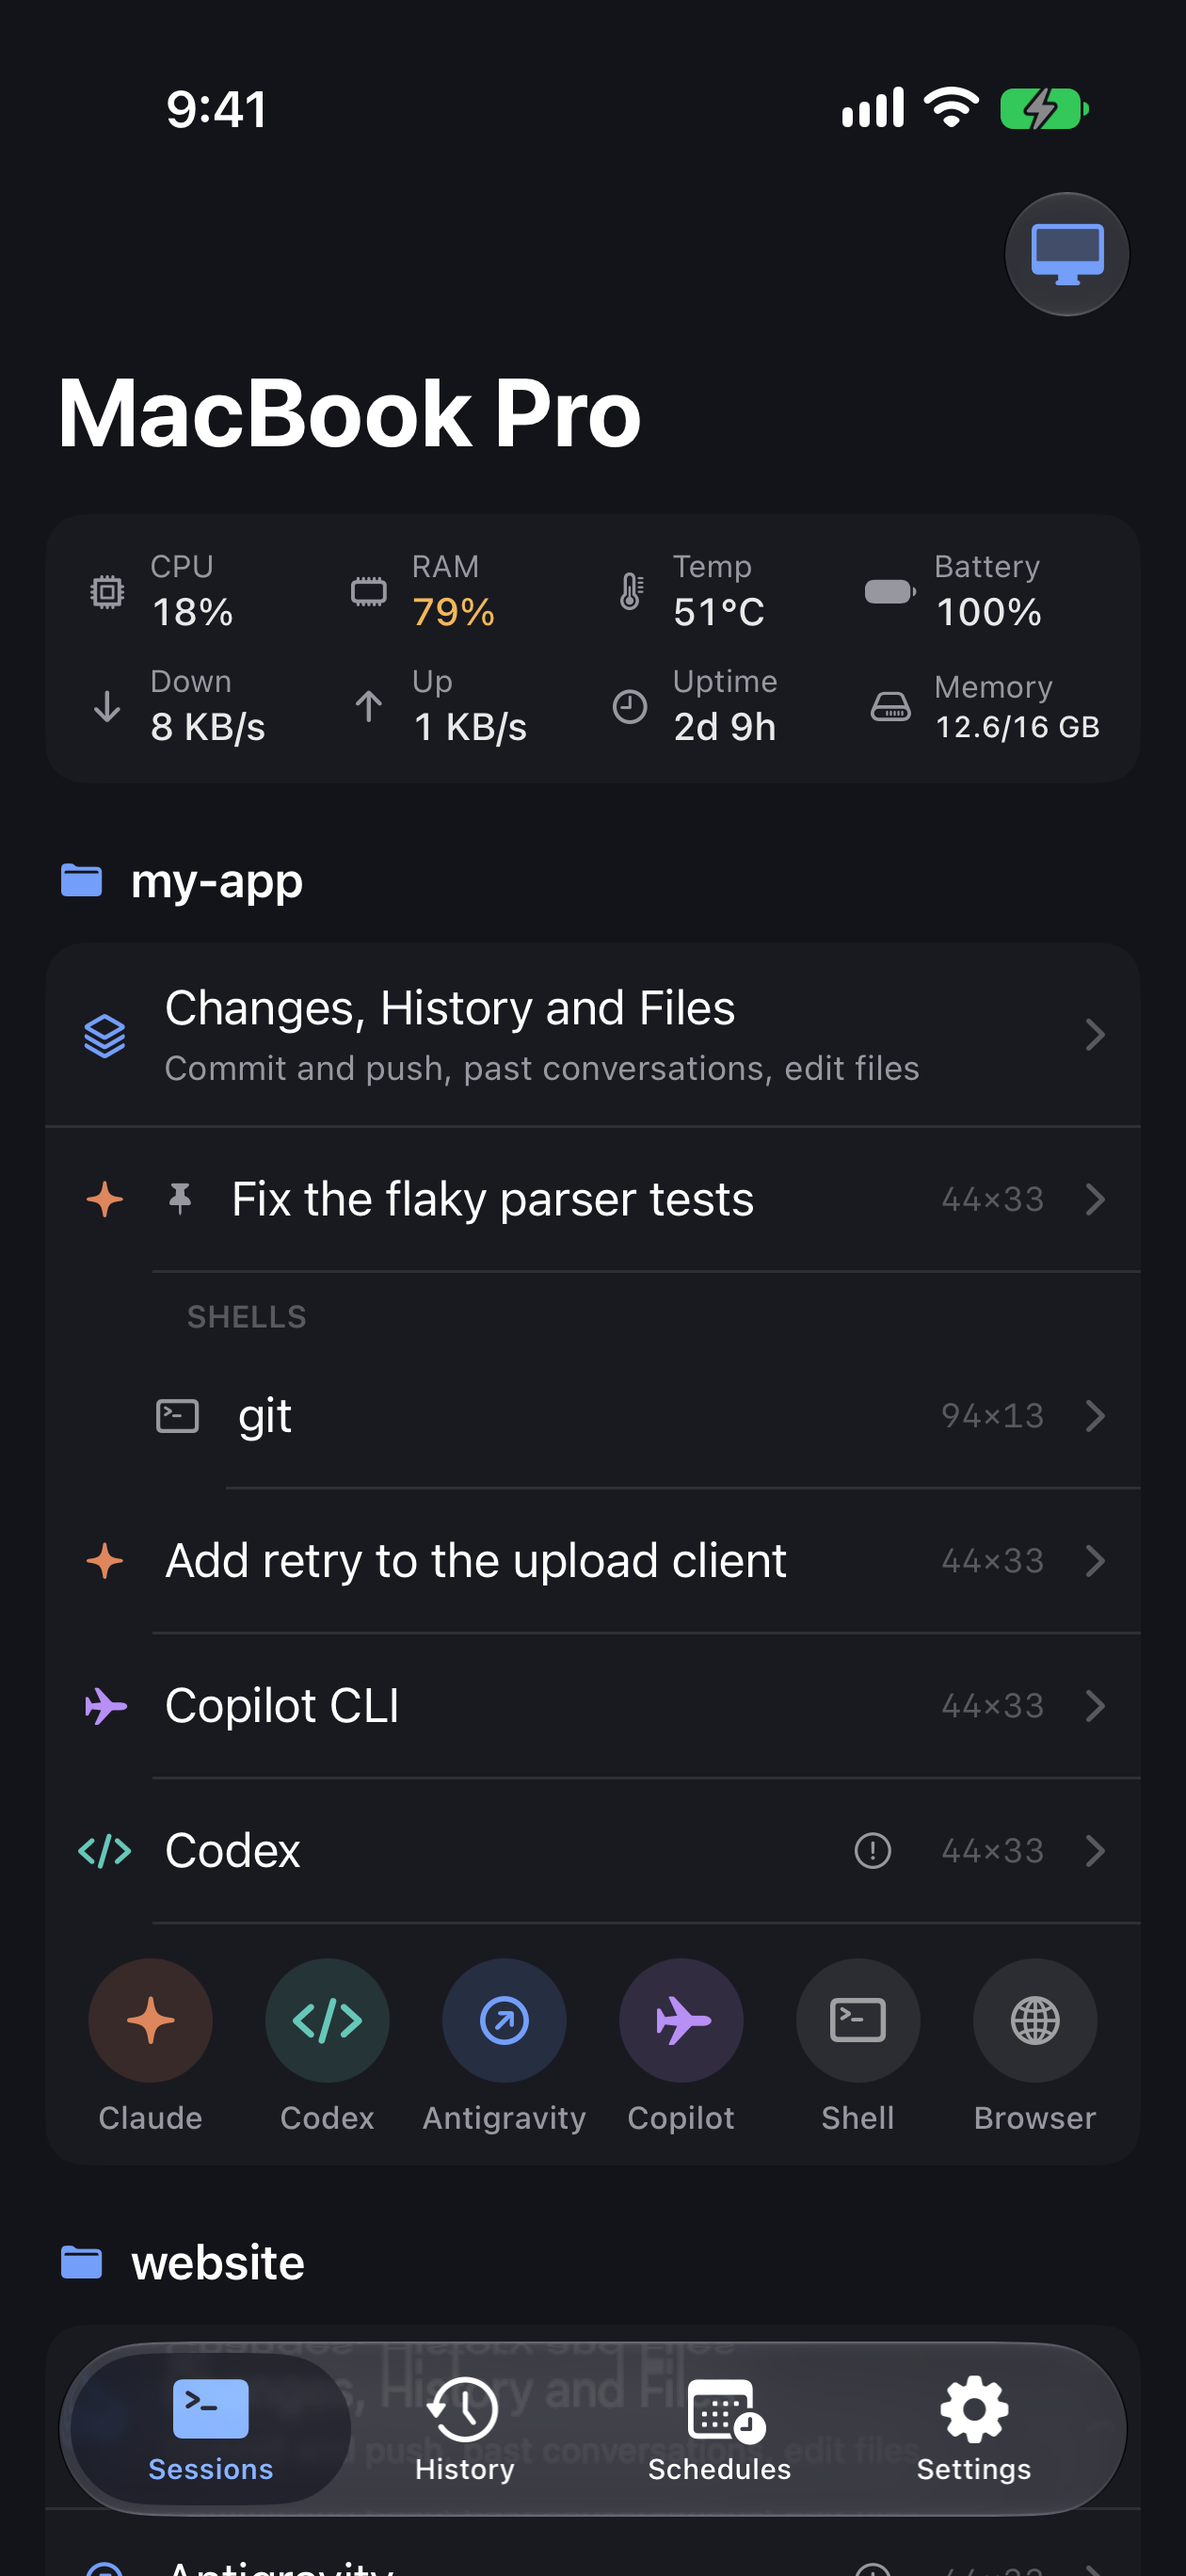 9:41
MacBook Pro
CPU
18%
RAM
79%
Temp
51°C
Battery
100%
Down
8 KB/s
Up
1 KB/s
Uptime
2d 9h
Memory
12.6/16 GB
my-app
Changes, History and Files
Commit and push, past conversations, edit files
Fix the flaky parser tests
44×33
SHELLS
git
94×13
Add retry to the upload client
44×33
Copilot CLI
44×33
Codex
44×33
Claude
Codex
Antigravity
Copilot
Shell
Browser
website
Sessions
History
Schedules
Settings
Antigravity
44×33